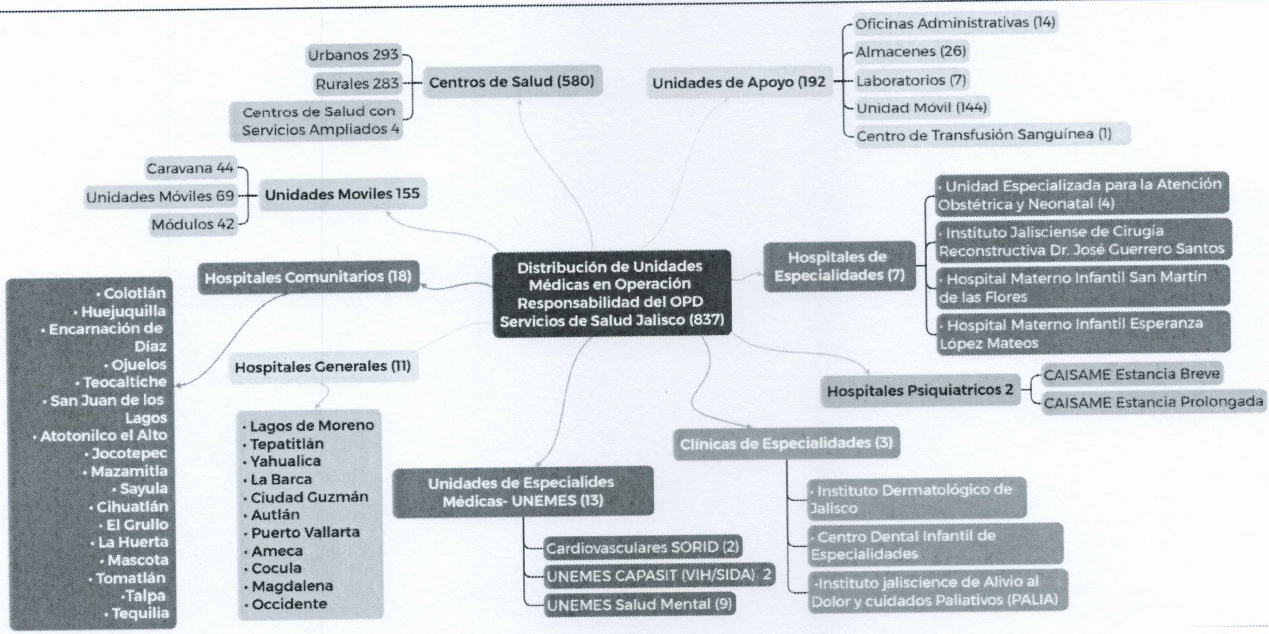 Urbanos 293
Rurales 283
Centros de Salud con
Servicios Ampliados 4
Centros de Salud (580)
Unidades de Apoyo (192
Oficinas Administrativas (14)
Almacenes (26)
Laboratorios (7)
Unidad Móvil (144)
Centro de Transfusión Sanguínea (1)
Caravana 44
Unidades Móviles 69
Módulos 42
Unidades Moviles 155
Hospitales Comunitarios (18)
• Colotlán
• Huejuquilla
• Encarnación de
Díaz
• Ojuelos
• Teocaltiche
• San Juan de los
Lagos
• Atotonilco el Alto
• Jocotepec
• Mazamitla
• Sayula
• Cihuatlán
• El Grullo
• La Huerta
• Mascota
• Tomatlán
•Talpa
• Tequilia
Distribución de Unidades
Médicas en Operación
Responsabilidad del OPD
Servicios de Salud Jalisco (837)
Hospitales de
Especialidades (7)
• Unidad Especializada para la Atención
Obstétrica y Neonatal (4)
• Instituto Jalisciense de Cirugía
Reconstructiva Dr. José Guerrero Santos
• Hospital Materno Infantil San Martín
de las Flores
• Hospital Materno Infantil Esperanza
López Mateos
Hospitales Generales (11)
• Lagos de Moreno
• Tepatitlán
• Yahualica
• La Barca
• Ciudad Guzmán
• Autlán
• Puerto Vallarta
• Ameca
• Cocula
• Magdalena
• Occidente
Hospitales Psiquiatricos 2
CAISAME Estancia Breve
CAISAME Estancia Prolongada
Unidades de Especialides
Médicas- UNEMES (13)
Cardiovasculares SORID (2)
UNEMES CAPASIT (VIH/SIDA) 2
UNEMES Salud Mental (9)
Clínicas de Especialidades (3)
• Instituto Dermatológico de
Jalisco
• Centro Dental Infantil de
Especialidades
•Instituto jaliscience de Alivio al
Dolor y cuidados Paliativos (PALIA)